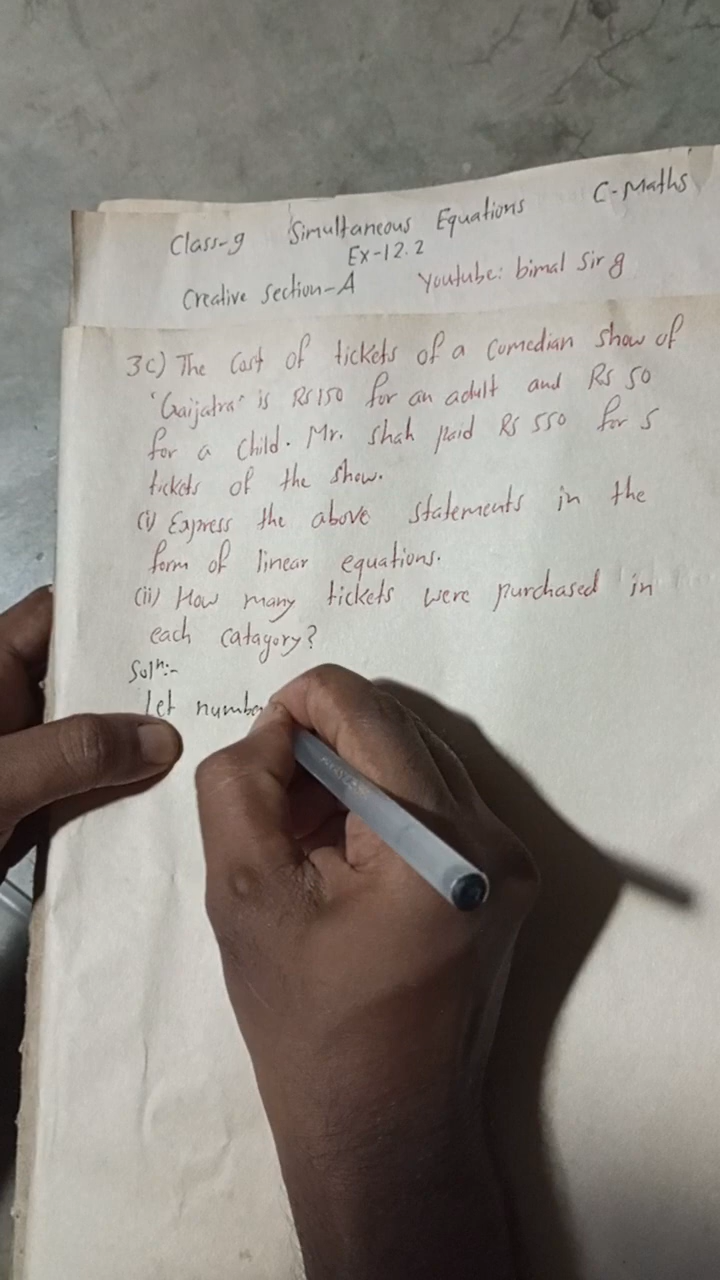 Class-9 Simultaneous Equations C-Maths
Ex-12.2
Creative Section-A Youtube: bimal Sir g
3c) The Cost of tickets of a Comedian Show of
'Gaijatra' is RS 150 for an adult and RS 50
for a child. Mr. Shah paid RS 550 for 5
tickets of the show.
(i) Express the above statements in the
form of linear equations.
(ii) How many tickets were purchased in
each catagory?
Solⁿ:-
Let number